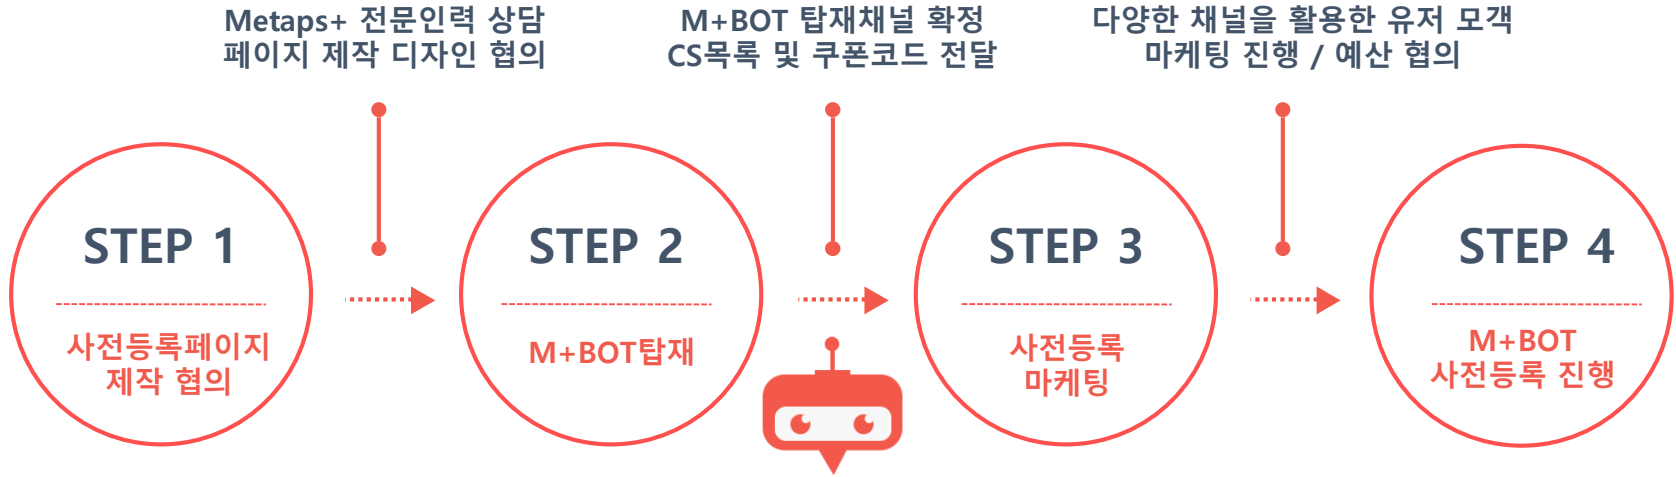 Metaps+ 전문인력 상담
페이지 제작 디자인 협의
M+BOT 탑재채널 확정
CS목록 및 쿠폰코드 전달
다양한 채널을 활용한 유저 모객
마케팅 진행 / 예산 협의
STEP 1
사전등록페이지
제작 협의
STEP 2
M+BOT탑재
STEP 3
사전등록
마케팅
STEP 4
M+BOT
사전등록 진행